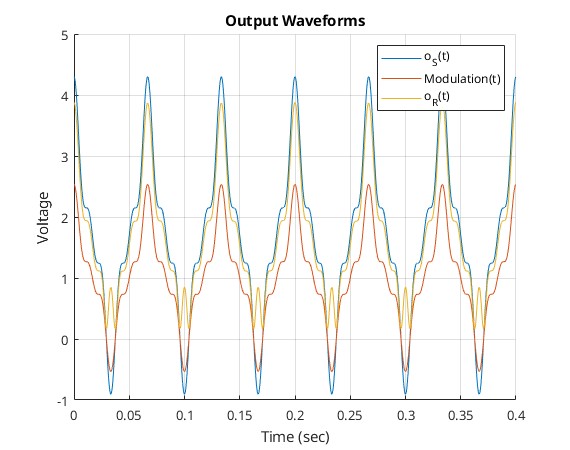 Output Waveforms
5
4
3
2
1
0
-1
Voltage
oS(t)
Modulation(t)
oR(t)
0 0.05 0.1 0.15 0.2 0.25 0.3 0.35 0.4
Time (sec)